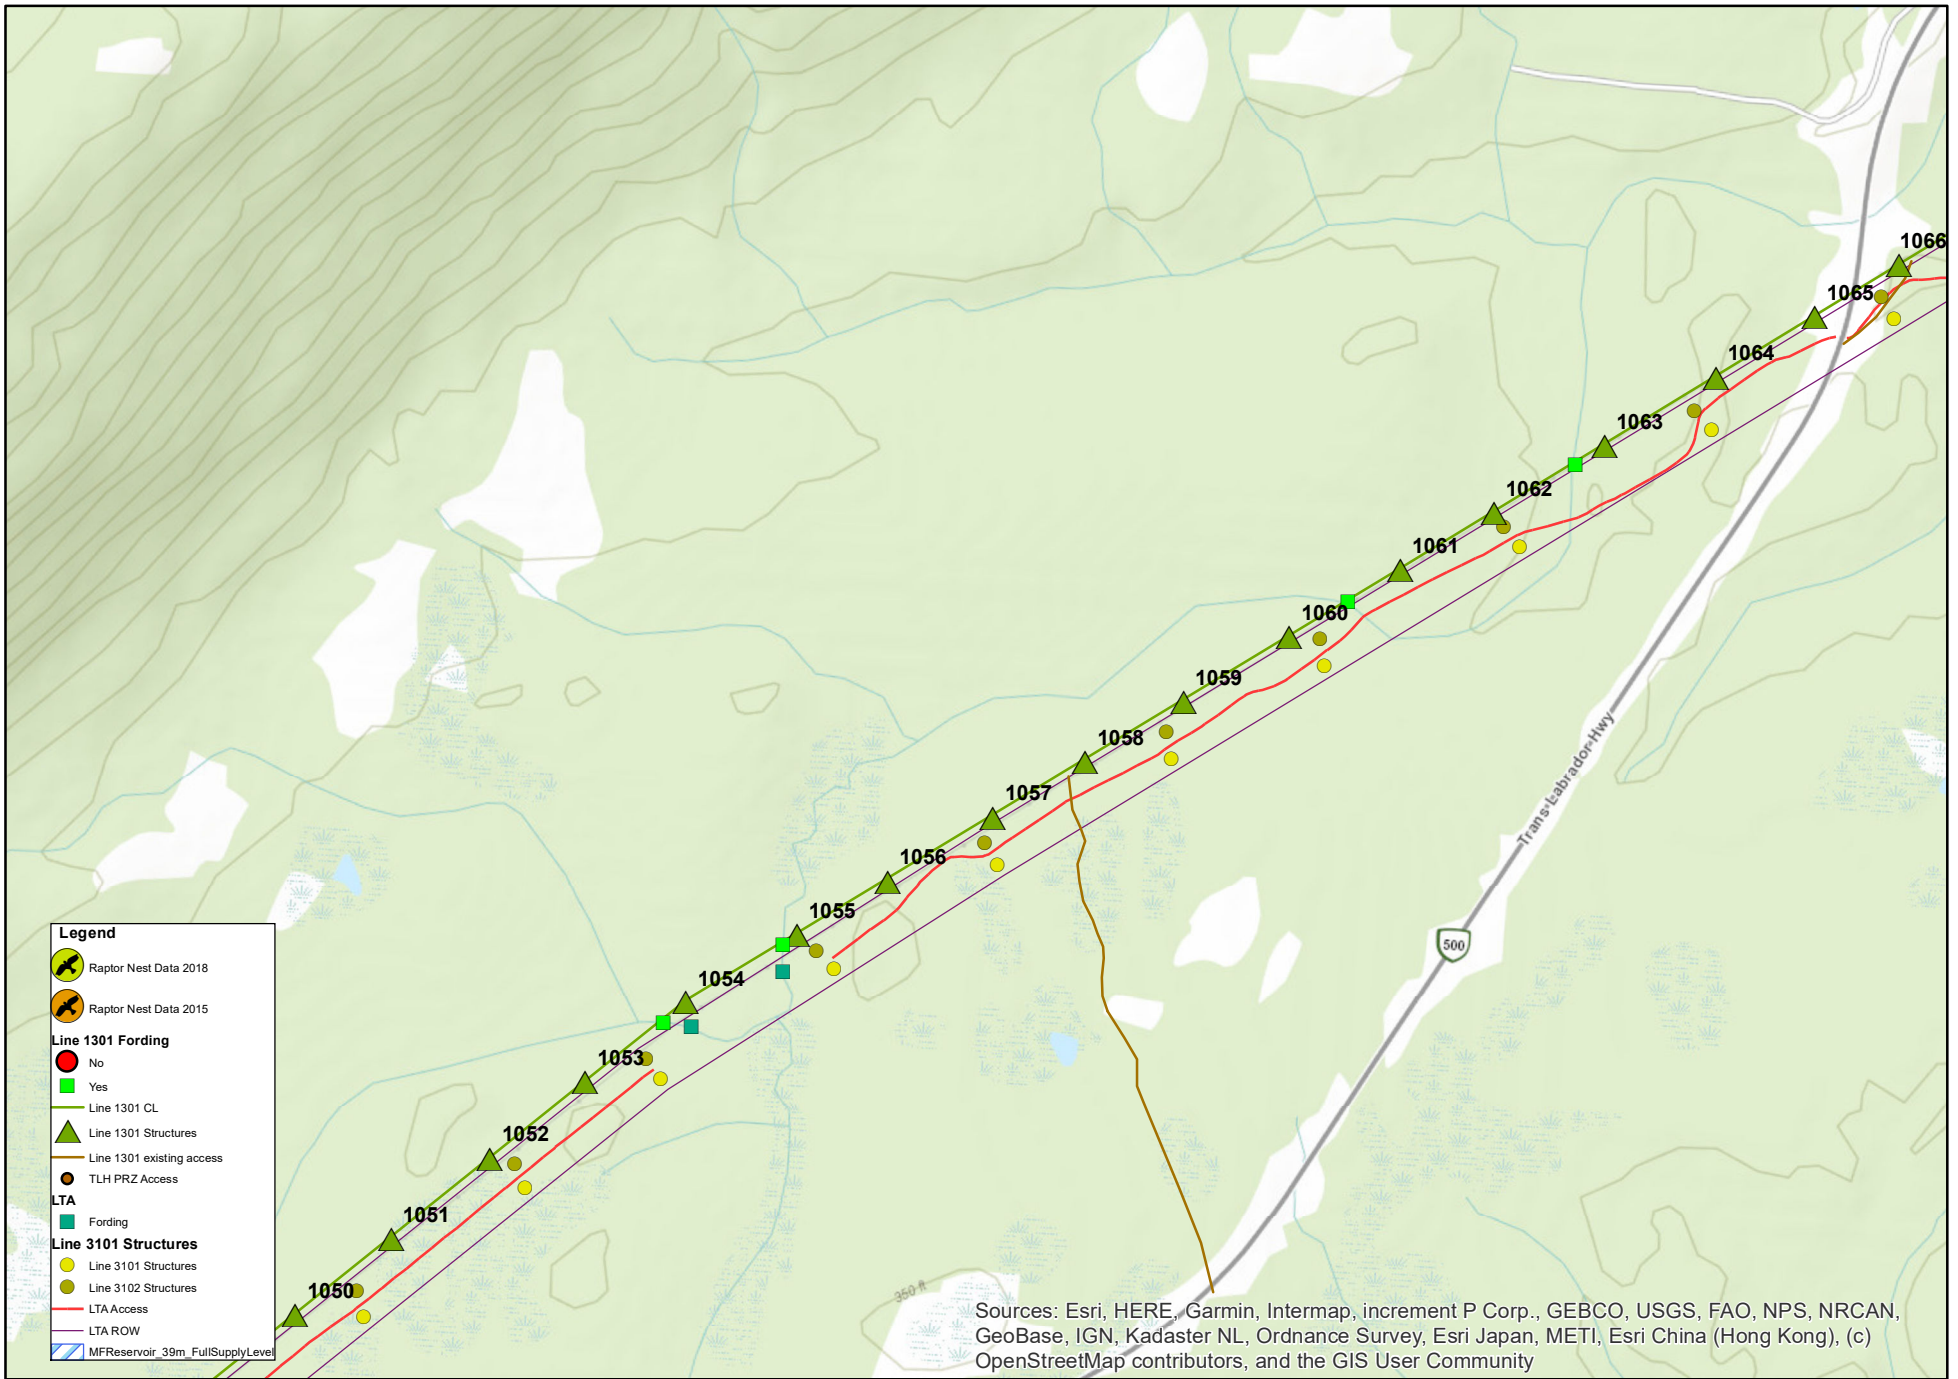 1066
1065
1064
1063
1062
1061
1060
1059
1058
1057
1056
1055
1054
1053
1052
1051
1050
Trans-Labrador-Hwy
500
350 ft
Legend
Raptor Nest Data 2018
Raptor Nest Data 2015
Line 1301 Fording
No
Yes
Line 1301 CL
Line 1301 Structures
Line 1301 existing access
TLH PRZ Access
LTA
Fording
Line 3101 Structures
Line 3101 Structures
Line 3102 Structures
LTA Access
LTA ROW
MFReservoir_39m_FullSupplyLevel
Sources: Esri, HERE, Garmin, Intermap, increment P Corp., GEBCO, USGS, FAO, NPS, NRCAN,
GeoBase, IGN, Kadaster NL, Ordnance Survey, Esri Japan, METI, Esri China (Hong Kong), (c)
OpenStreetMap contributors, and the GIS User Community